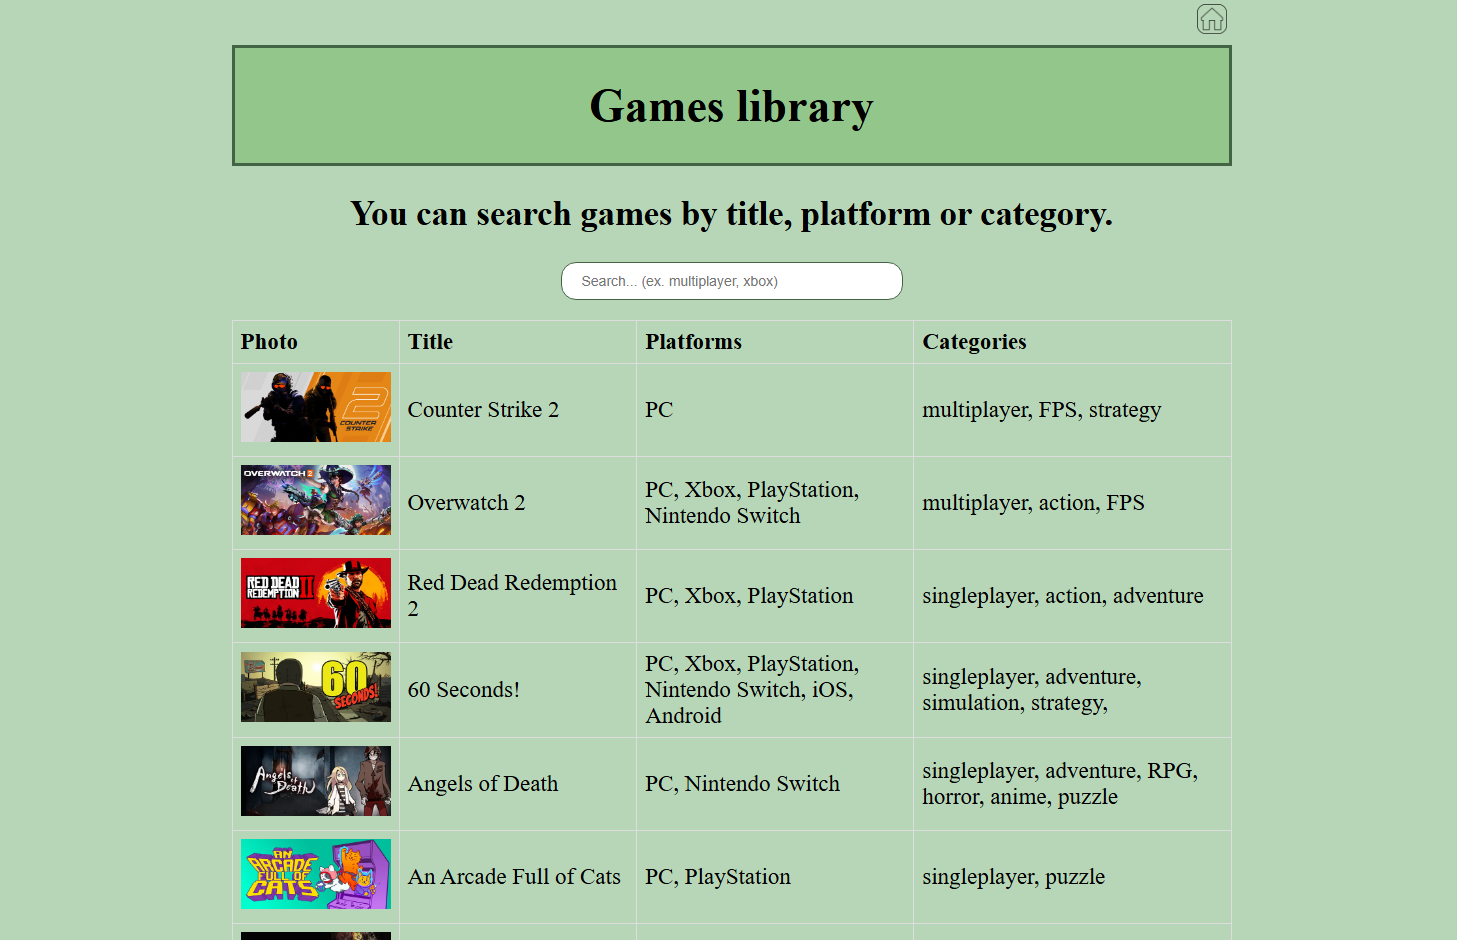 Games library
You can search games by title, platform or category.
Search... (ex. multiplayer, xbox)
Photo Title Platforms Categories
COUNTER
STRIKE
2
Counter Strike 2
PC
multiplayer, FPS, strategy
OVERWATCH 2
Overwatch 2
PC, Xbox, PlayStation,
Nintendo Switch
multiplayer, action, FPS
RED DEAD
REDEMPTION
II
Red Dead Redemption
2
PC, Xbox, PlayStation
singleplayer, action, adventure
60
SECONDS!
60 Seconds!
PC, Xbox, PlayStation,
Nintendo Switch, iOS,
Android
singleplayer, adventure,
simulation, strategy,
Angels of
Death
Angels of Death
PC, Nintendo Switch
singleplayer, adventure, RPG,
horror, anime, puzzle
AN
ARCADE
FULL OF
CATS
An Arcade Full of Cats
PC, PlayStation
singleplayer, puzzle